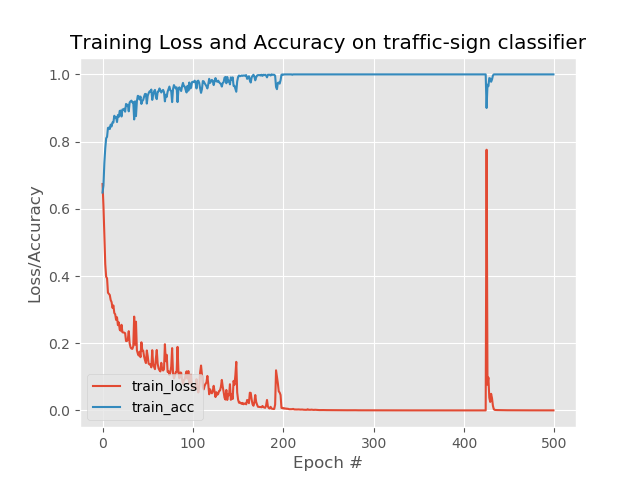 Training Loss and Accuracy on traffic-sign classifier
Loss/Accuracy
1.0
0.8
0.6
0.4
0.2
0.0
train_loss
train_acc
0 100 200 300 400 500
Epoch #